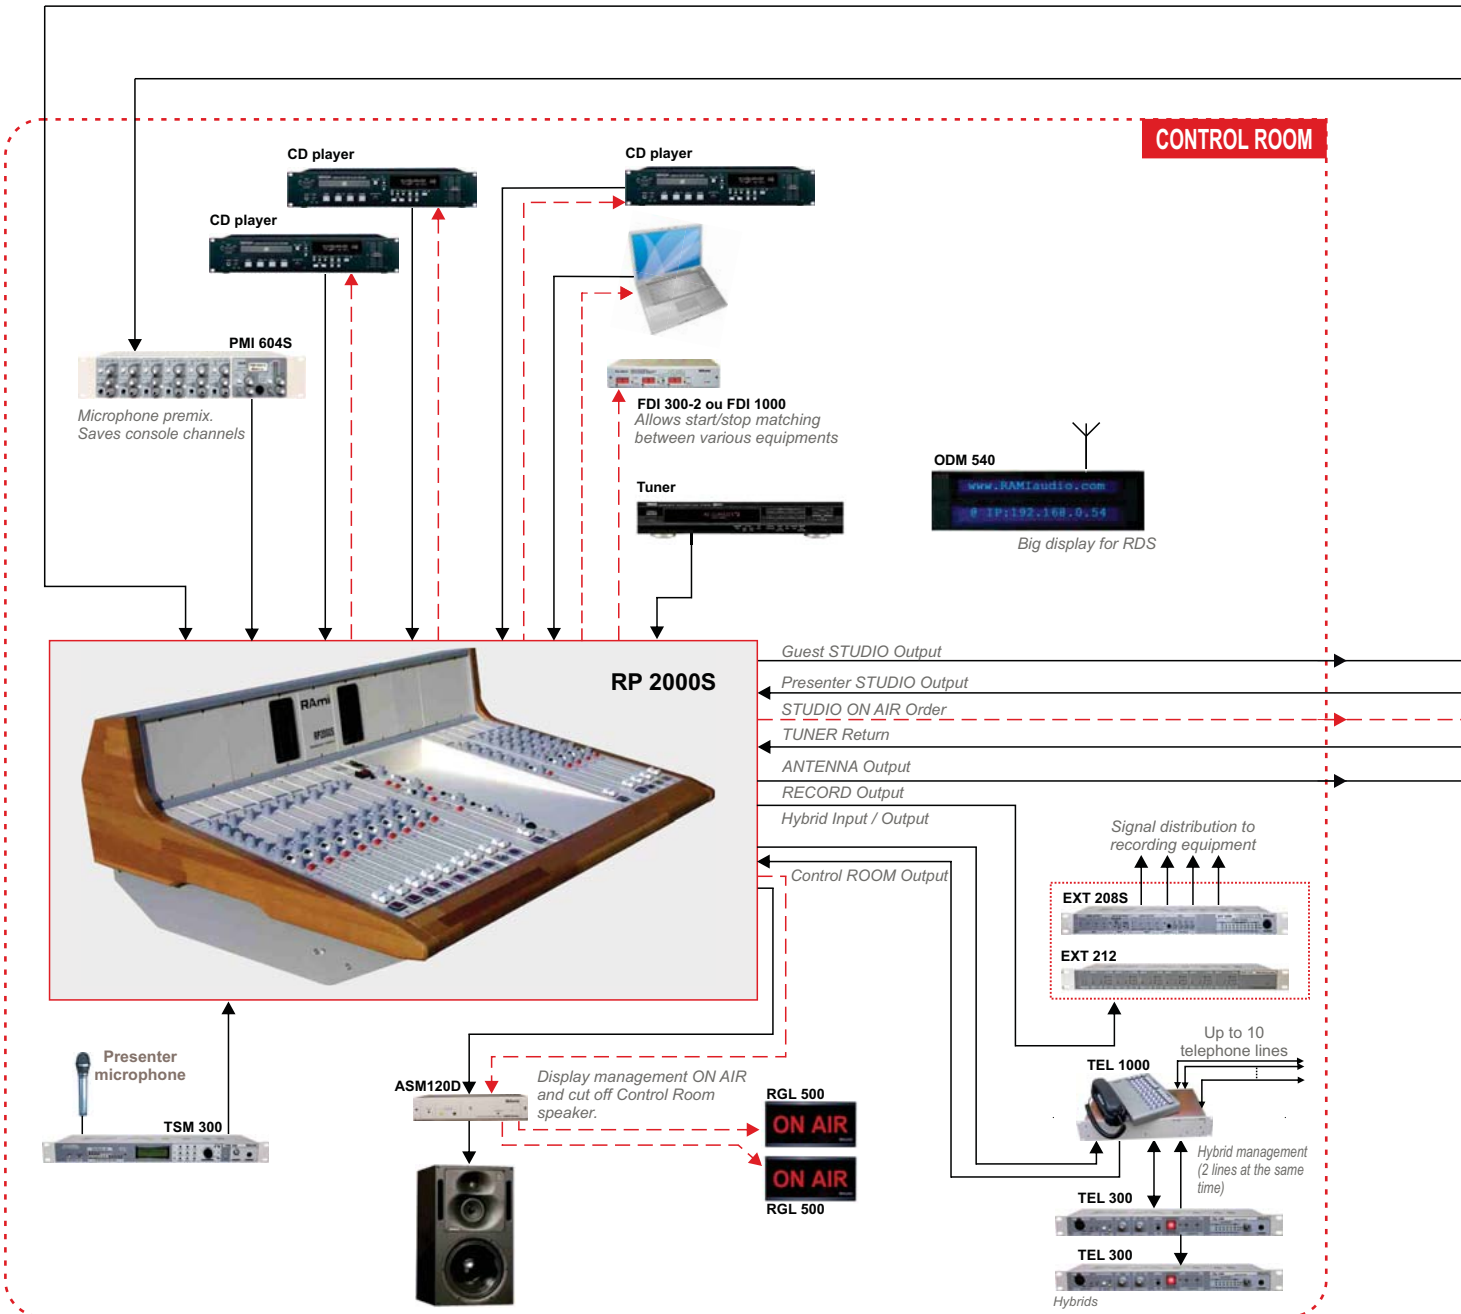 CONTROL ROOM
CD player
CD player
CD player
PMI 604S
Microphone premix.
Saves console channels
FDI 300-2 ou FDI 1000
Allows start/stop matching
between various equipments
Tuner
ODM 540
www.RAMIaudio.com
@ IP:192.168.0.54
Big display for RDS
RP 2000S
RAmi
RP2000S
Guest STUDIO Output
Presenter STUDIO Output
STUDIO ON AIR Order
TUNER Return
ANTENNA Output
RECORD Output
Hybrid Input / Output
Control ROOM Output
Signal distribution to
recording equipment
EXT 208S
EXT 212
Up to 10
telephone lines
TEL 1000
Hybrid management
(2 lines at the same
time)
TEL 300
TEL 300
Hybrids
Presenter
microphone
TSM 300
ASM120D
Display management ON AIR
and cut off Control Room
speaker.
RGL 500
ON AIR
ON AIR
RGL 500